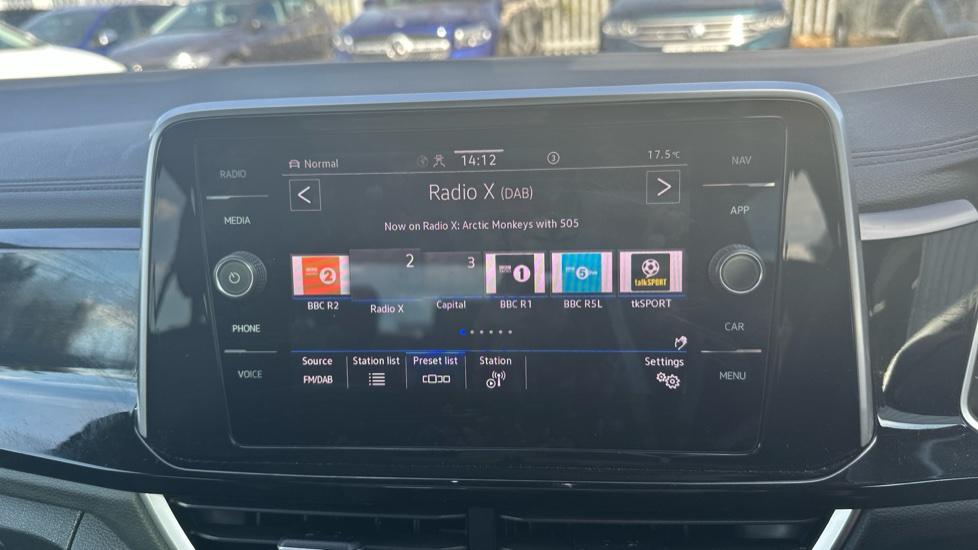 RADIO
MEDIA
PHONE
VOICE
Normal
14:12
3
17.5°C
Radio X (DAB)
Now on Radio X: Arctic Monkeys with 505
2
2
3
1
5
talkSPORT
BBC R2
Radio X
Capital
BBC R1
BBC R5L
tkSPORT
Source
Station list
Preset list
Station
Settings
FM/DAB
NAV
APP
CAR
MENU